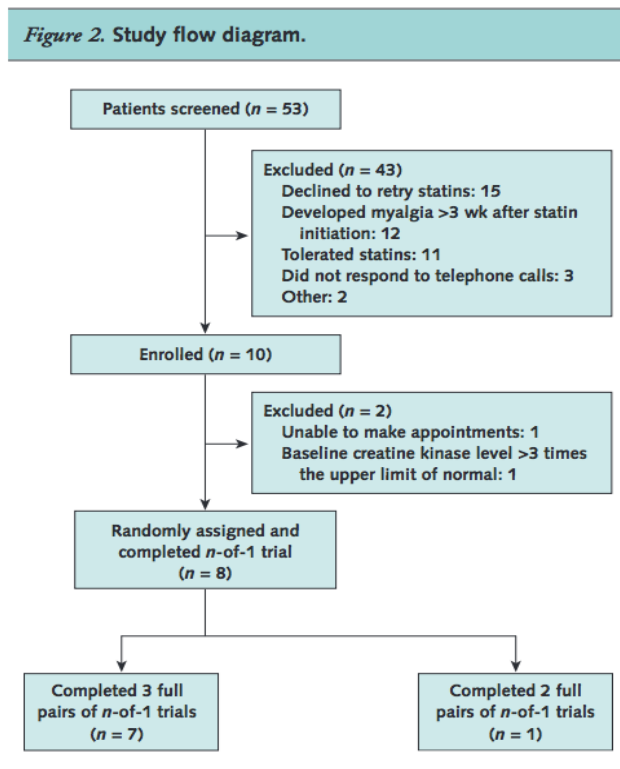 Figure 2. Study flow diagram.
Patients screened (n = 53)
Excluded (n = 43)
Declined to retry statins: 15
Developed myalgia >3 wk after statin
initiation: 12
Tolerated statins: 11
Did not respond to telephone calls: 3
Other: 2
Enrolled (n = 10)
Excluded (n = 2)
Unable to make appointments: 1
Baseline creatine kinase level >3 times
the upper limit of normal: 1
Randomly assigned and
completed n-of-1 trial
(n = 8)
Completed 3 full
pairs of n-of-1 trials
(n = 7)
Completed 2 full
pairs of n-of-1 trials
(n = 1)